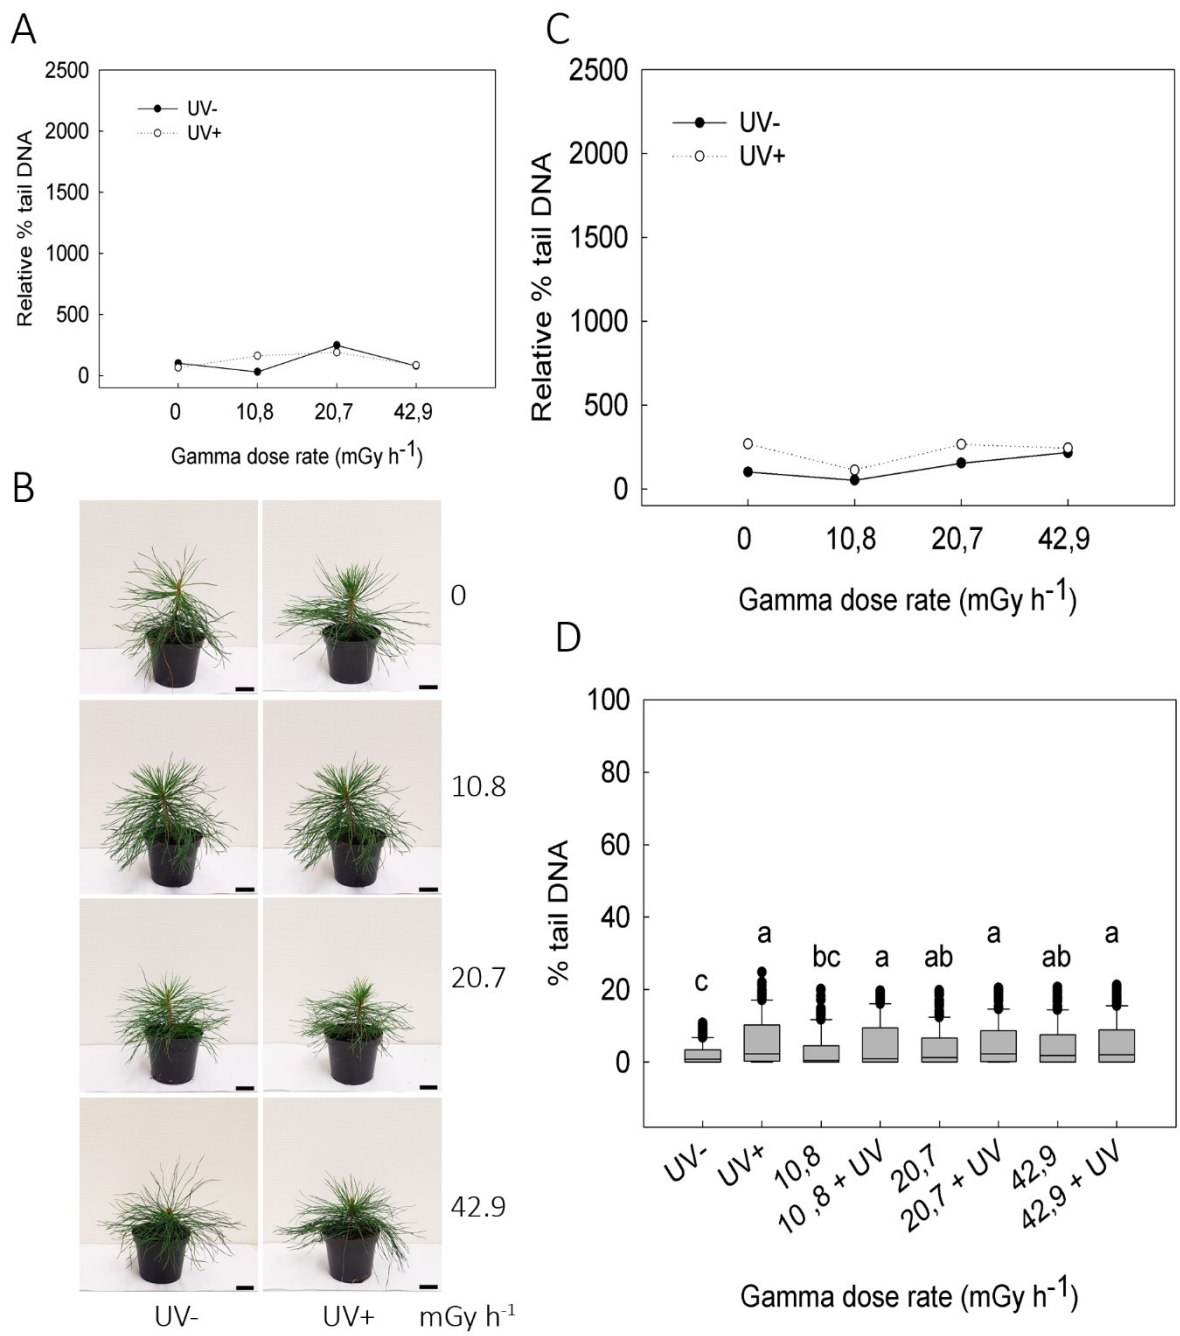 A
2500
2000
1500
1000
500
0
UV-
UV+
Relative % tail DNA
0 10,8 20,7 42,9
Gamma dose rate (mGy h-1)
B
0
10.8
20.7
42.9
UV- UV+ mGy h-1
C
2500
2000
1500
1000
500
0
UV-
UV+
Relative % tail DNA
0 10,8 20,7 42,9
Gamma dose rate (mGy h-1)
D
100
80
60
40
20
0
% tail DNA
c a bc a ab a ab a
UV- UV+ 10,8 10 ,8 + UV 20,7 20,7 + UV 42,9 42,9 + UV
Gamma dose rate (mGy h-1)